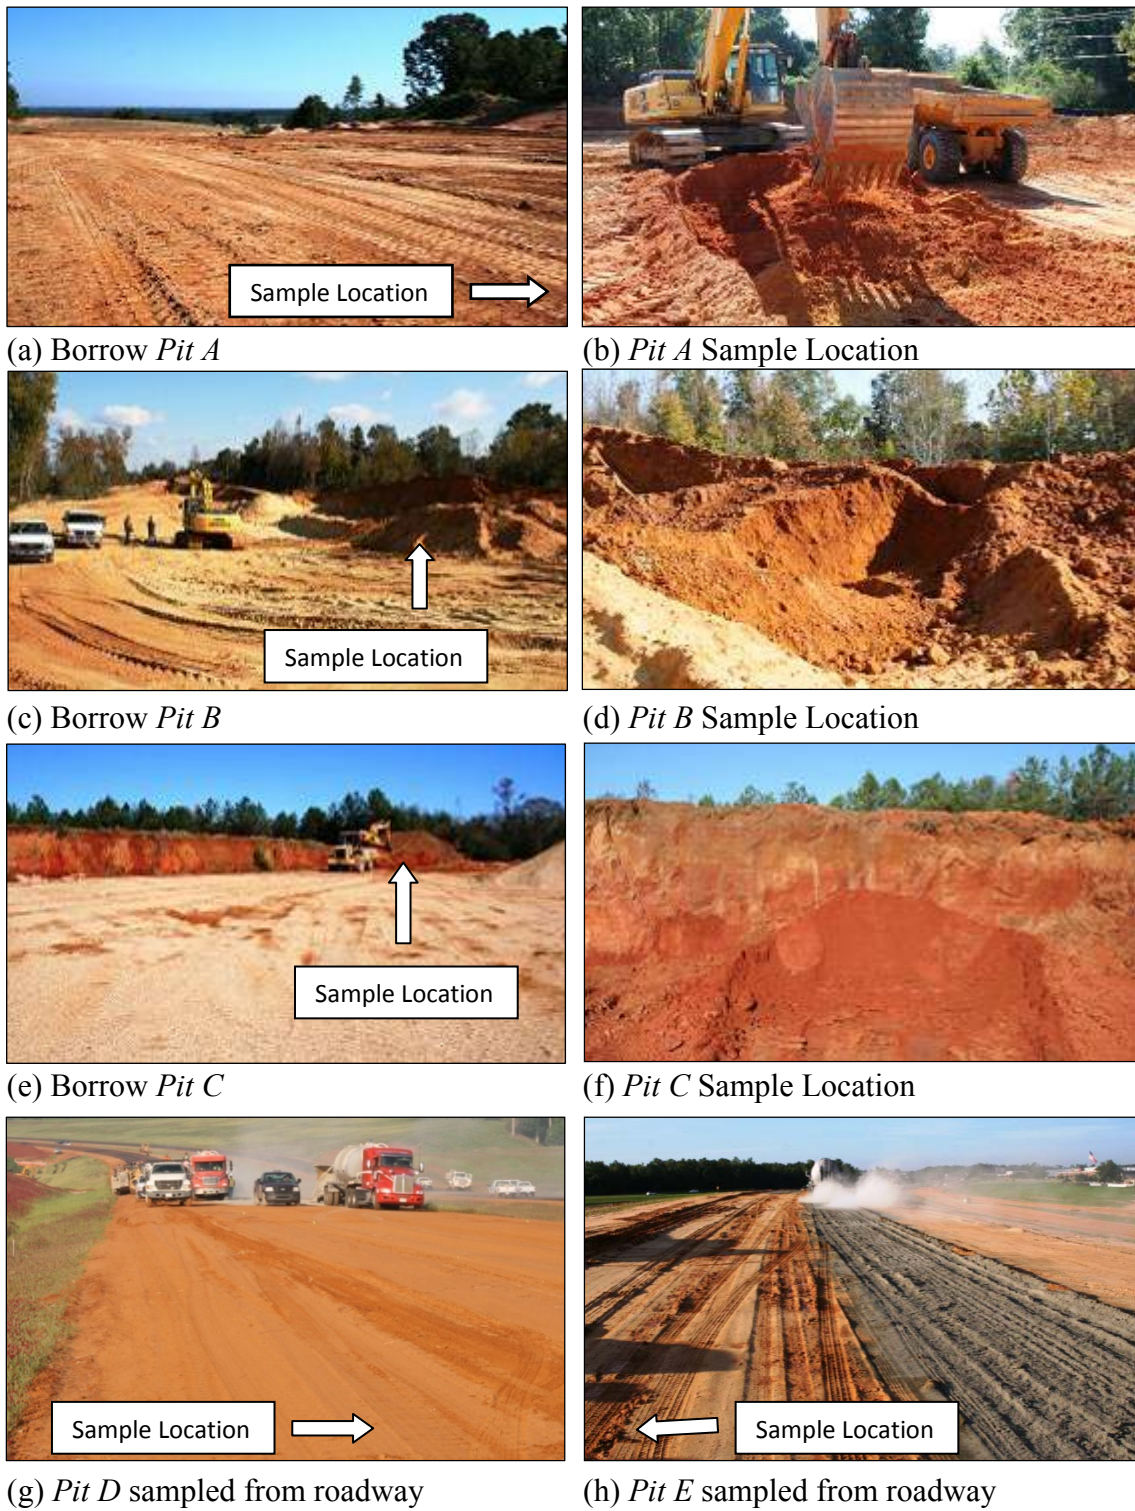 Sample Location
(a) Borrow Pit A
(b) Pit A Sample Location
Sample Location
(c) Borrow Pit B
(d) Pit B Sample Location
Sample Location
(e) Borrow Pit C
(f) Pit C Sample Location
Sample Location
Sample Location
(g) Pit D sampled from roadway
(h) Pit E sampled from roadway